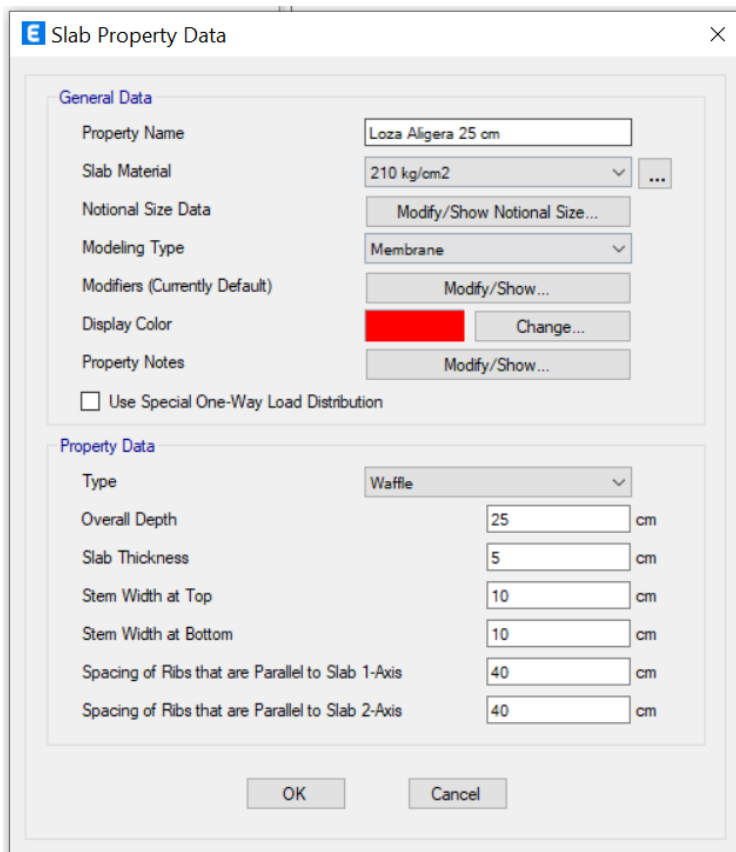 E Slab Property Data
General Data
Property Name Loza Aligera 25 cm
Slab Material 210 kg/cm2 ...
Notional Size Data Modify/Show Notional Size...
Modeling Type Membrane
Modifiers (Currently Default) Modify/Show...
Display Color Change...
Property Notes Modify/Show...
Use Special One-Way Load Distribution
Property Data
Type Waffle
Overall Depth 25 cm
Slab Thickness 5 cm
Stem Width at Top 10 cm
Stem Width at Bottom 10 cm
Spacing of Ribs that are Parallel to Slab 1-Axis 40 cm
Spacing of Ribs that are Parallel to Slab 2-Axis 40 cm
OK Cancel